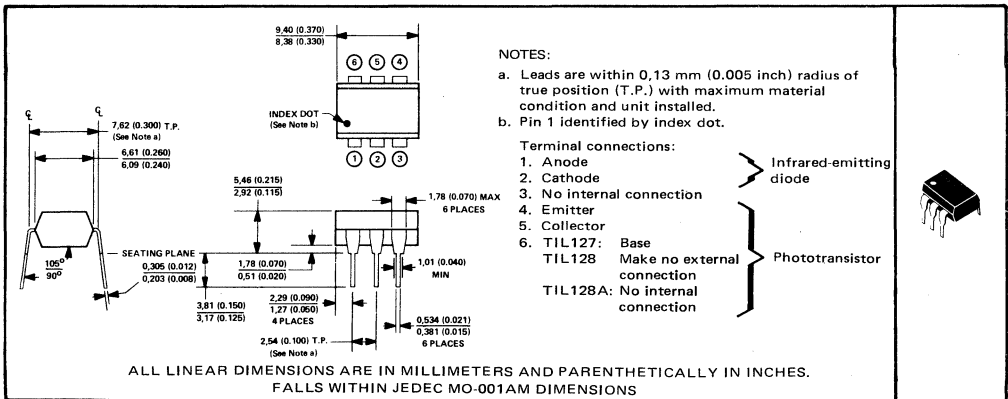 9,40 (0.370)
8,38 (0.330)
6 5 4
INDEX DOT
(See Note b)
1 2 3
℄ ℄
7,62 (0.300) T.P.
(See Note a)
6,61 (0.260)
6,09 (0.240)
5,46 (0.215)
2,92 (0.115)
1,78 (0.070) MAX
6 PLACES
SEATING PLANE
105°
90°
0,305 (0.012)
0,203 (0.008)
1,78 (0.070)
0,51 (0.020)
1,01 (0.040)
MIN
3,81 (0.150)
3,17 (0.125)
2,29 (0.090)
1,27 (0.050)
4 PLACES
0,534 (0.021)
0,381 (0.015)
6 PLACES
2,54 (0.100) T.P.
(See Note a)
NOTES:
a. Leads are within 0,13 mm (0.005 inch) radius of
true position (T.P.) with maximum material
condition and unit installed.
b. Pin 1 identified by index dot.
Terminal connections:
1. Anode
2. Cathode
Infrared-emitting
diode
3. No internal connection
4. Emitter
5. Collector
6. TIL127: Base
TIL128 Make no external
connection
TIL128A: No internal
connection
Phototransistor
ALL LINEAR DIMENSIONS ARE IN MILLIMETERS AND PARENTHETICALLY IN INCHES.
FALLS WITHIN JEDEC MO-001AM DIMENSIONS